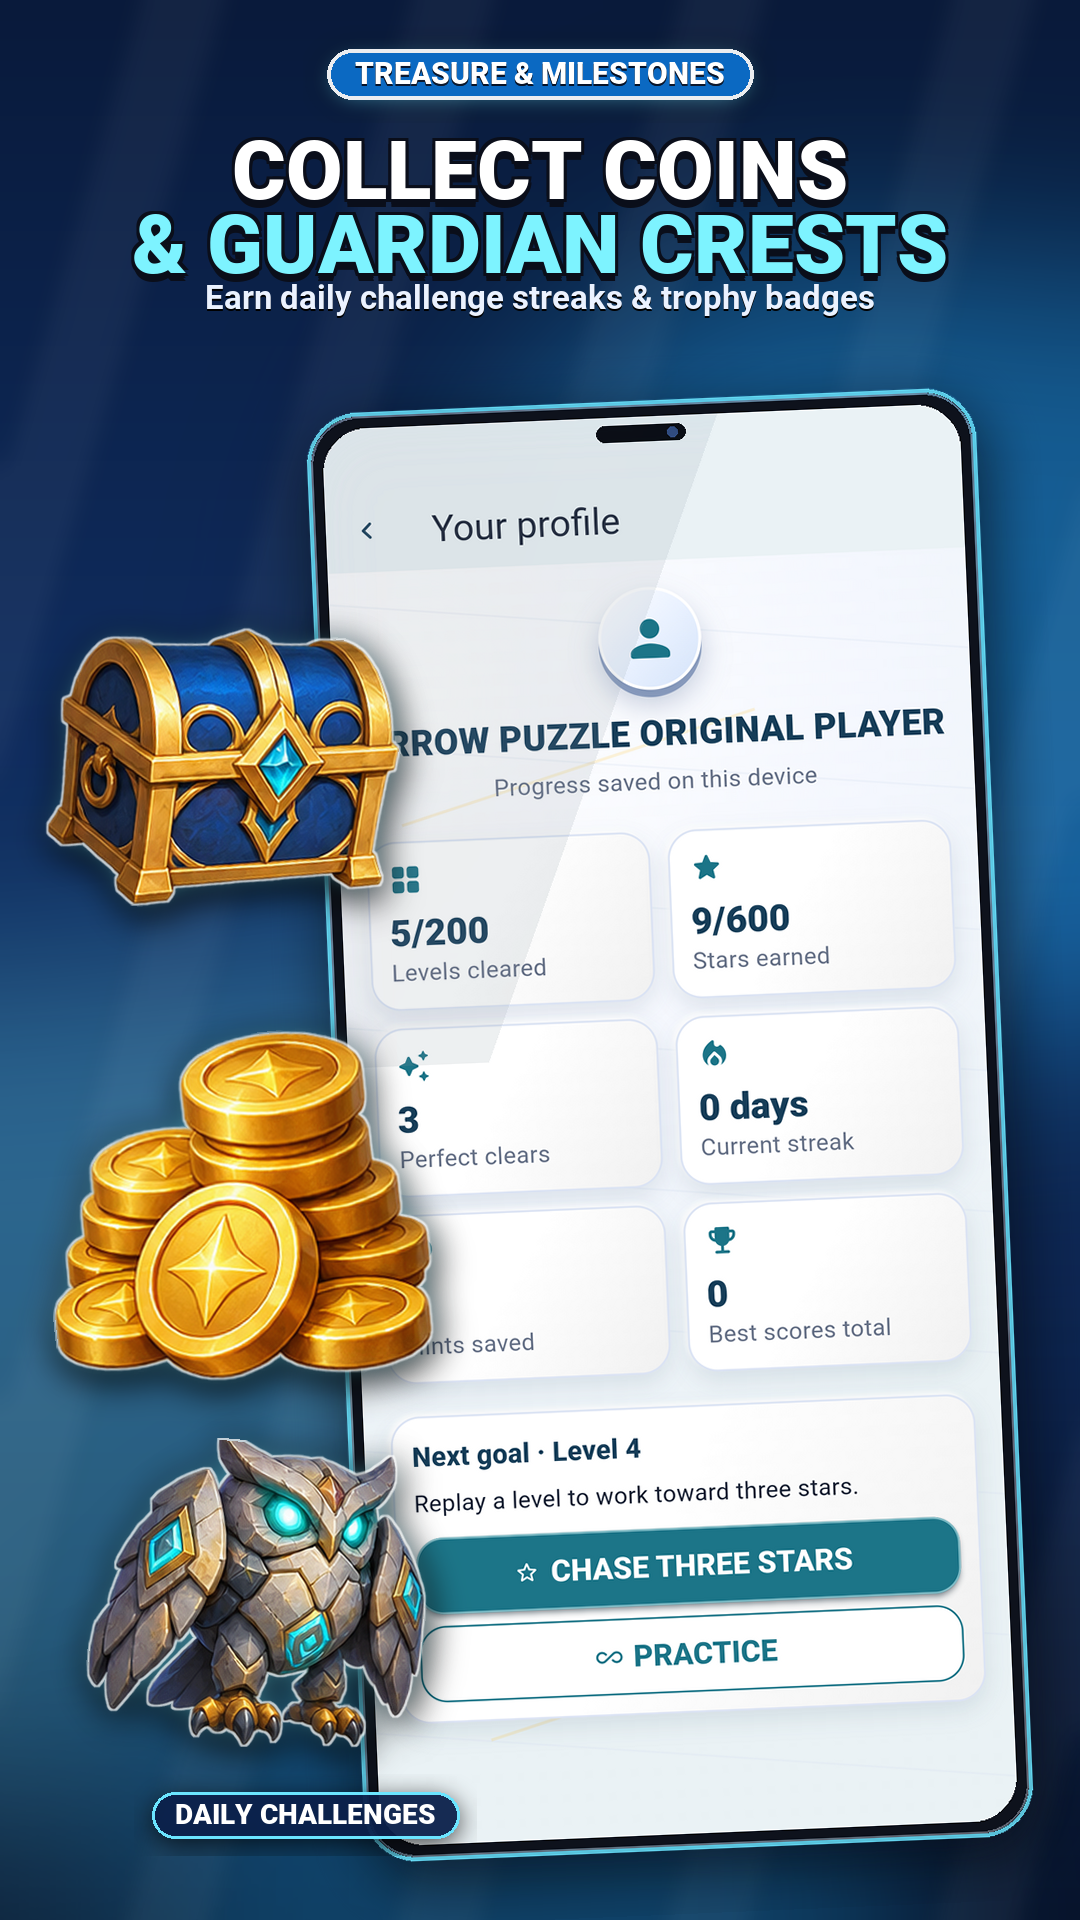 TREASURE & MILESTONES
COLLECT COINS
& GUARDIAN CRESTS
Earn daily challenge streaks & trophy badges
Your profile
RROW PUZZLE ORIGINAL PLAYER
Progress saved on this device
5/200
Levels cleared
9/600
Stars earned
3
Perfect clears
0 days
Current streak
ints saved
0
Best scores total
Next goal · Level 4
Replay a level to work toward three stars.
CHASE THREE STARS
PRACTICE
DAILY CHALLENGES